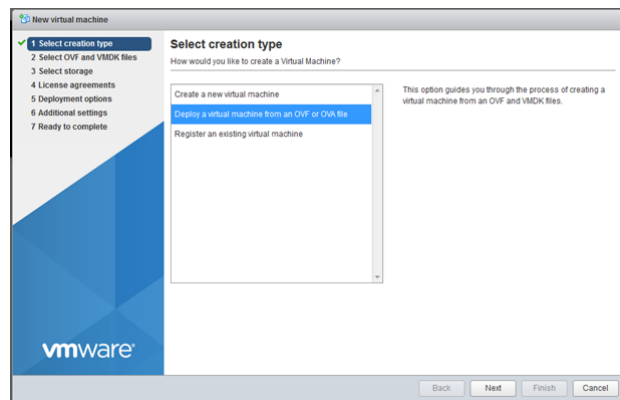 New virtual machine
1 Select creation type
2 Select OVF and VMDK files
3 Select storage
4 License agreements
5 Deployment options
6 Additional settings
7 Ready to complete
Select creation type
How would you like to create a Virtual Machine?
Create a new virtual machine
Deploy a virtual machine from an OVF or OVA file
Register an existing virtual machine
This option guides you through the process of creating a
virtual machine from an OVF and VMDK files.
vmware
Back Next Finish Cancel